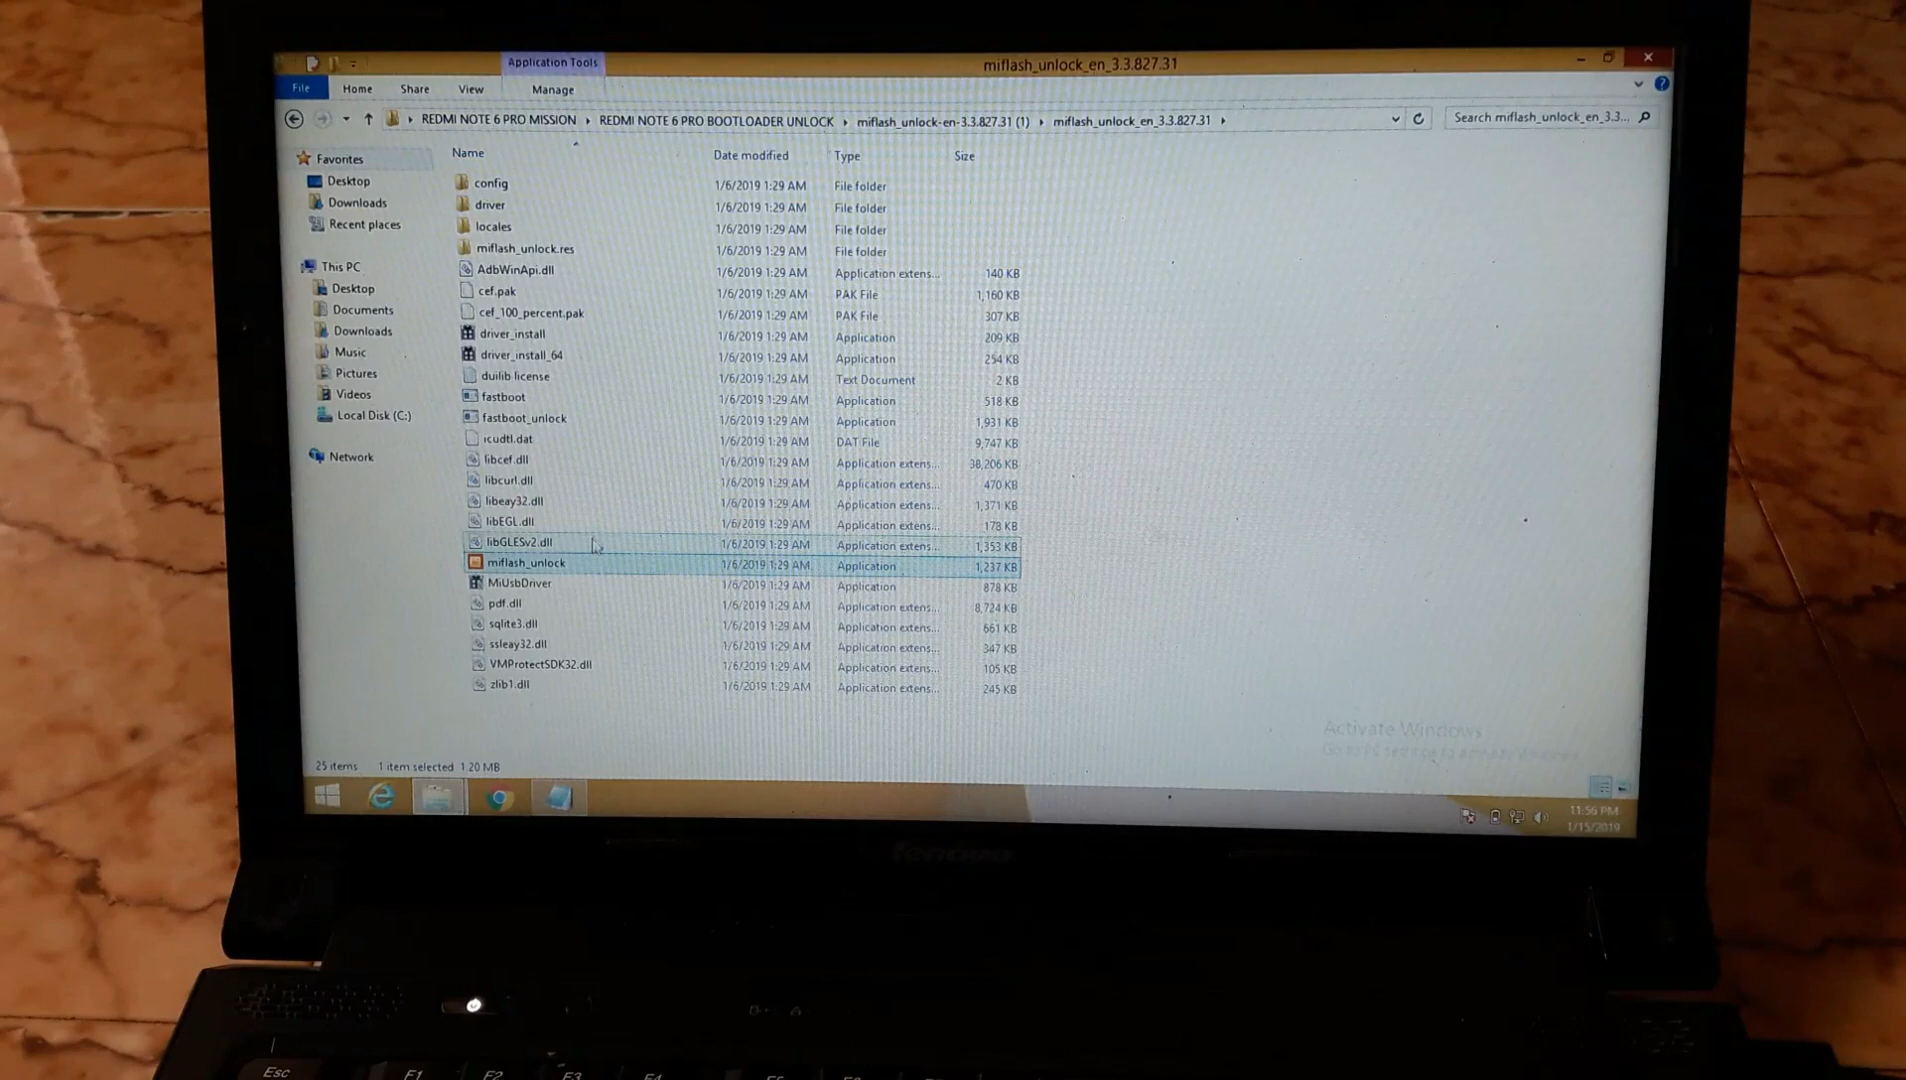 Application Tools
miflash_unlock_en_3.3.827.31
File Home Share View Manage
REDMI NOTE 6 PRO MISSION REDMI NOTE 6 PRO BOOTLOADER UNLOCK miflash_unlock-en-3.3.827.31 (1) miflash_unlock_en_3.3.827.31 Search miflash_unlock_en_3.3...
Favorites
Desktop
Downloads
Recent places
This PC
Desktop
Documents
Downloads
Music
Pictures
Videos
Local Disk (C:)
Network
Name Date modified Type Size
config 1/6/2019 1:29 AM File folder
driver 1/6/2019 1:29 AM File folder
locales 1/6/2019 1:29 AM File folder
miflash_unlock.res 1/6/2019 1:29 AM File folder
AdbWinApi.dll 1/6/2019 1:29 AM Application extens... 140 KB
cef.pak 1/6/2019 1:29 AM PAK File 1,160 KB
cef_100_percent.pak 1/6/2019 1:29 AM PAK File 307 KB
driver_install 1/6/2019 1:29 AM Application 209 KB
driver_install_64 1/6/2019 1:29 AM Application 254 KB
duilib license 1/6/2019 1:29 AM Text Document 2 KB
fastboot 1/6/2019 1:29 AM Application 518 KB
fastboot_unlock 1/6/2019 1:29 AM Application 1,931 KB
icudtl.dat 1/6/2019 1:29 AM DAT File 9,747 KB
libcef.dll 1/6/2019 1:29 AM Application extens... 38,206 KB
libcurl.dll 1/6/2019 1:29 AM Application extens... 470 KB
libeay32.dll 1/6/2019 1:29 AM Application extens... 1,371 KB
libEGL.dll 1/6/2019 1:29 AM Application extens... 178 KB
libGLESv2.dll 1/6/2019 1:29 AM Application extens... 1,353 KB
miflash_unlock 1/6/2019 1:29 AM Application 1,237 KB
MiUsbDriver 1/6/2019 1:29 AM Application 878 KB
pdf.dll 1/6/2019 1:29 AM Application extens... 8,724 KB
sqlite3.dll 1/6/2019 1:29 AM Application extens... 661 KB
ssleay32.dll 1/6/2019 1:29 AM Application extens... 347 KB
VMProtectSDK32.dll 1/6/2019 1:29 AM Application extens... 105 KB
zlib1.dll 1/6/2019 1:29 AM Application extens... 245 KB
Activate Windows
Go to PC settings to activate Windows.
25 items 1 item selected 1.20 MB
11:56 PM
1/15/2019
lenovo
Esc F1 F2 F3 F4